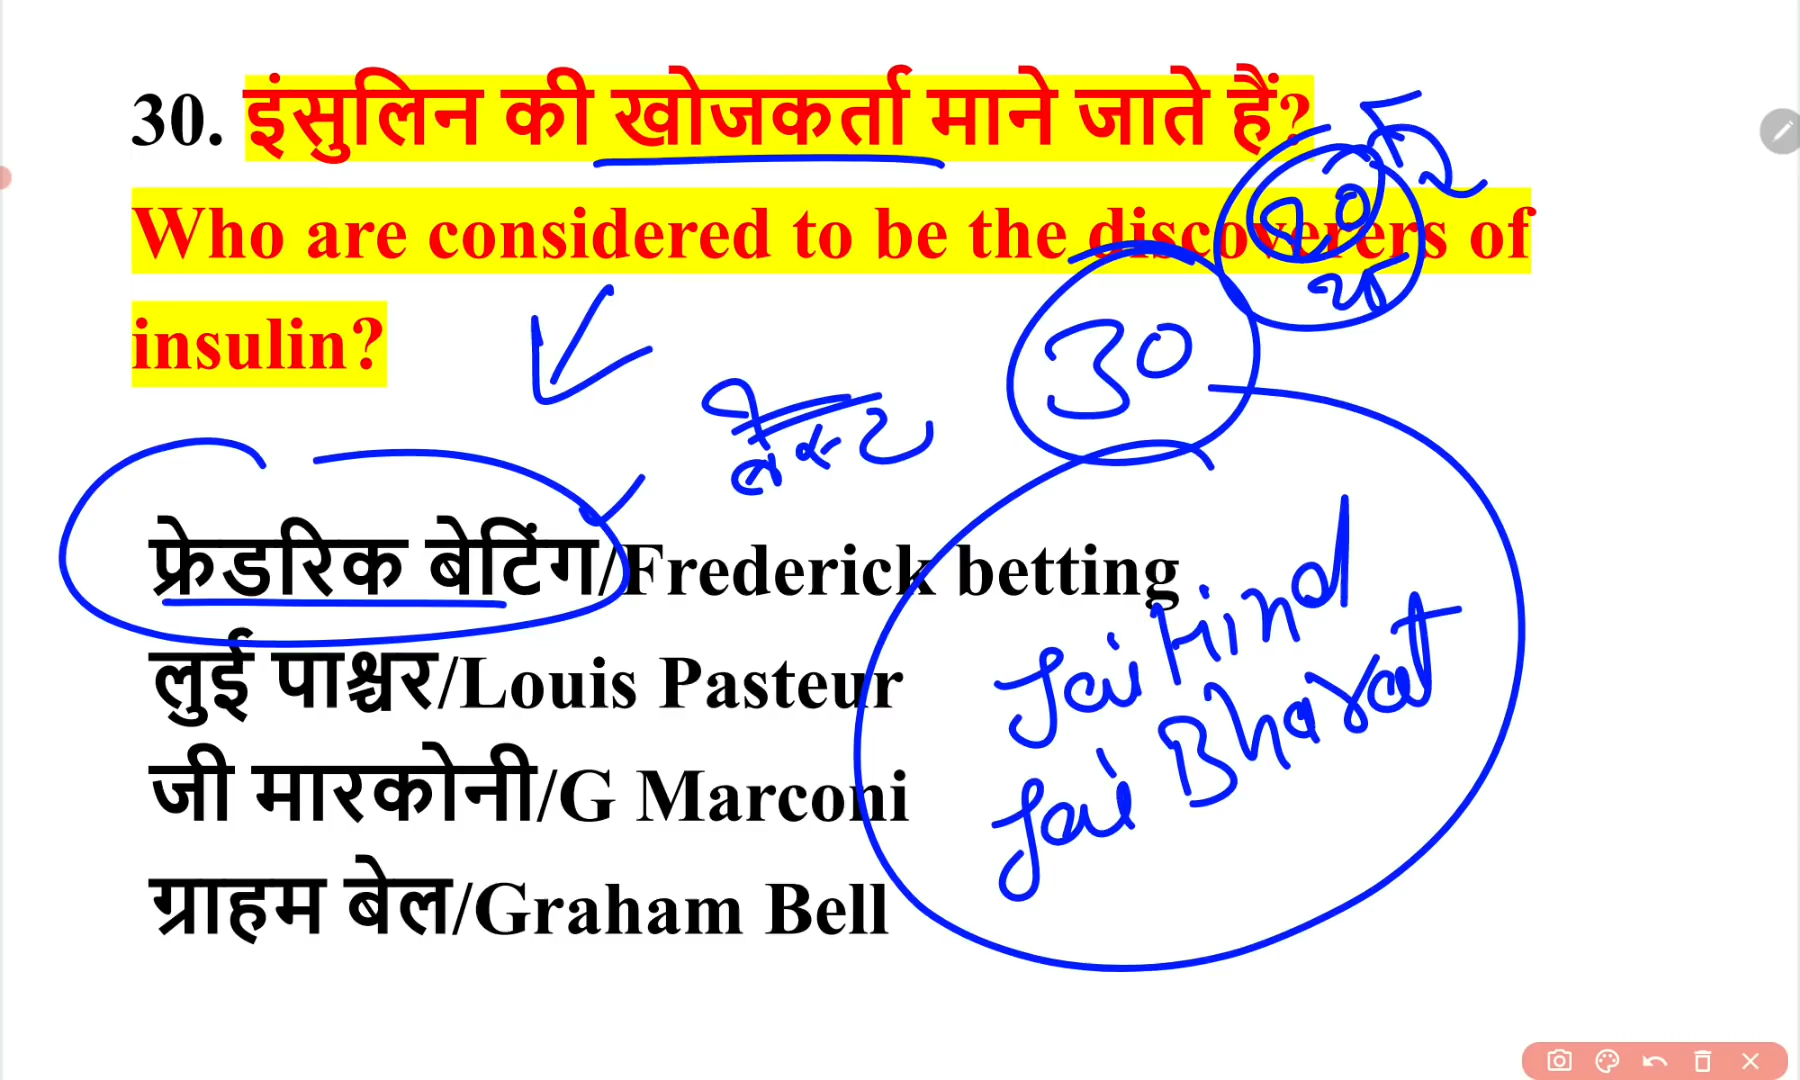 30. इंसुलिन की खोजकर्ता माने जाते हैं?
Who are considered to be the discoverers of
insulin?
20
30
फ्रेडरिक बेटिंग/Frederick betting
लुई पाश्चर/Louis Pasteur
जी मारकोनी/G Marconi
ग्राहम बेल/Graham Bell
Jai Hind
Jai Bharat